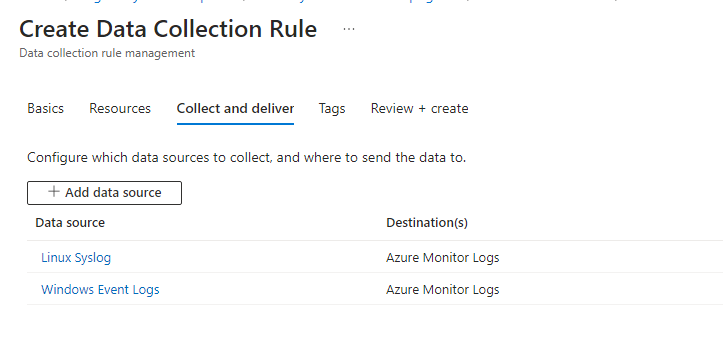 Create Data Collection Rule ...
Data collection rule management
Basics Resources Collect and deliver Tags Review + create
Configure which data sources to collect, and where to send the data to.
+ Add data source
Data source Destination(s)
Linux Syslog Azure Monitor Logs
Windows Event Logs Azure Monitor Logs